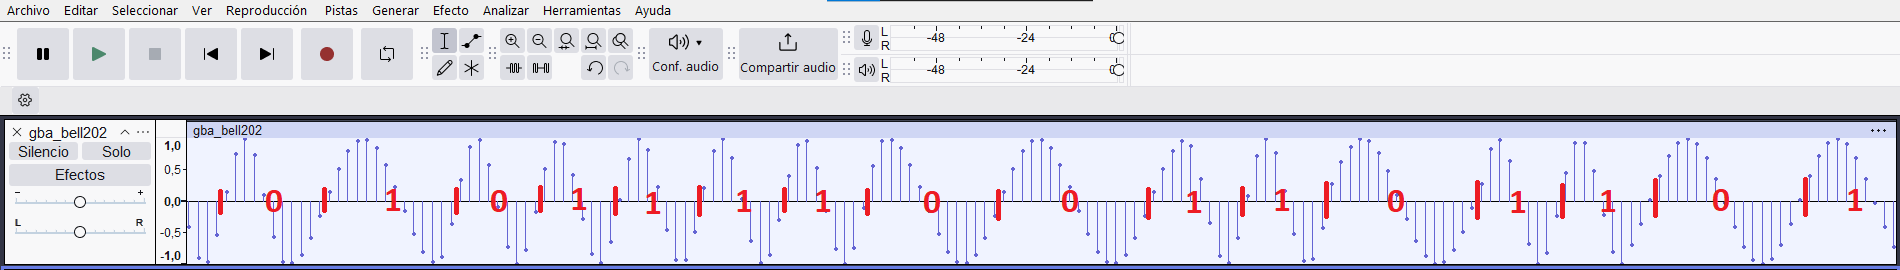 Archivo Editar Seleccionar Ver Reproducción Pistas Generar Efecto Analizar Herramientas Ayuda
Conf. audio
Compartir audio
L
R
-48 -24 0
L
R
-48 -24 0
gba_bell202
Silencio Solo
Efectos
- +
L R
1,0
0,5
0,0
-0,5
-1,0
gba_bell202
0 1 0 1 1 1 1 0 0 1 1 0 1 1 0 1